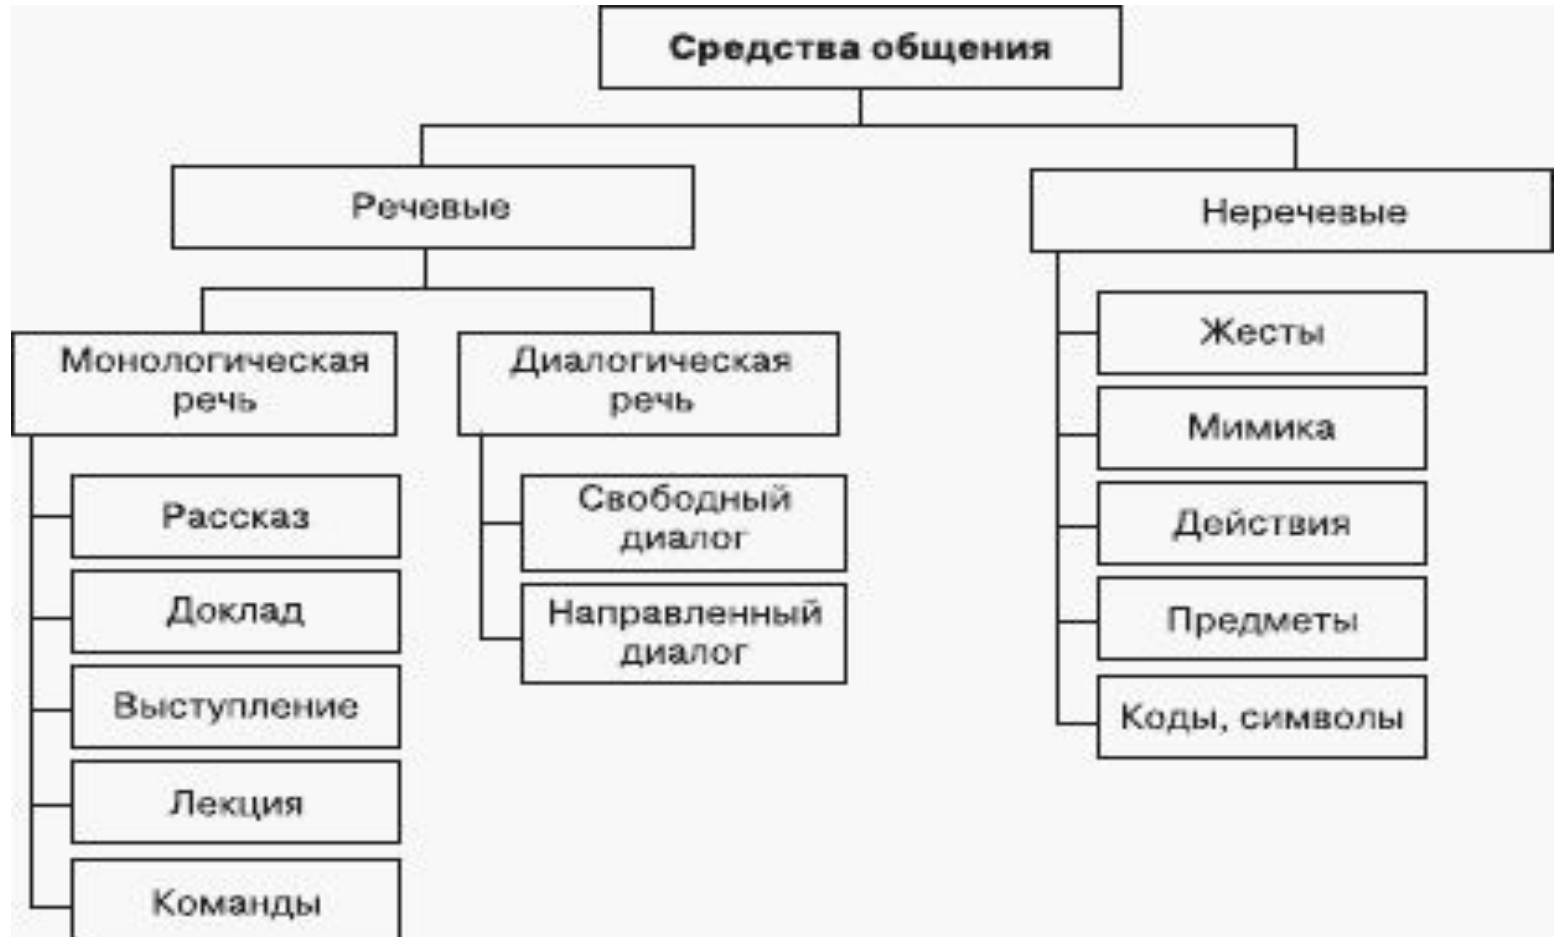 Средства общения
Речевые
Неречевые
Монологическая
речь
Диалогическая
речь
Рассказ
Доклад
Выступление
Лекция
Команды
Свободный
диалог
Направленный
диалог
Жесты
Мимика
Действия
Предметы
Коды, символы